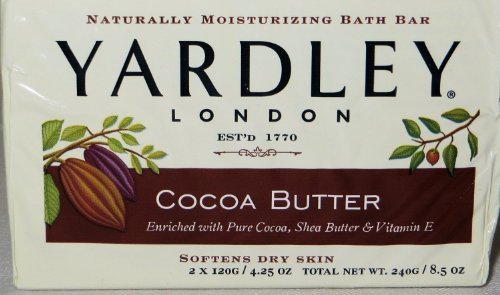 NATURALLY MOISTURIZING BATH BAR
YARDLEY®
LONDON
EST'D 1770
COCOA BUTTER
Enriched with Pure Cocoa, Shea Butter & Vitamin E
SOFTENS DRY SKIN
2 X 120G / 4.25 OZ TOTAL NET WT. 240G / 8.5 OZ